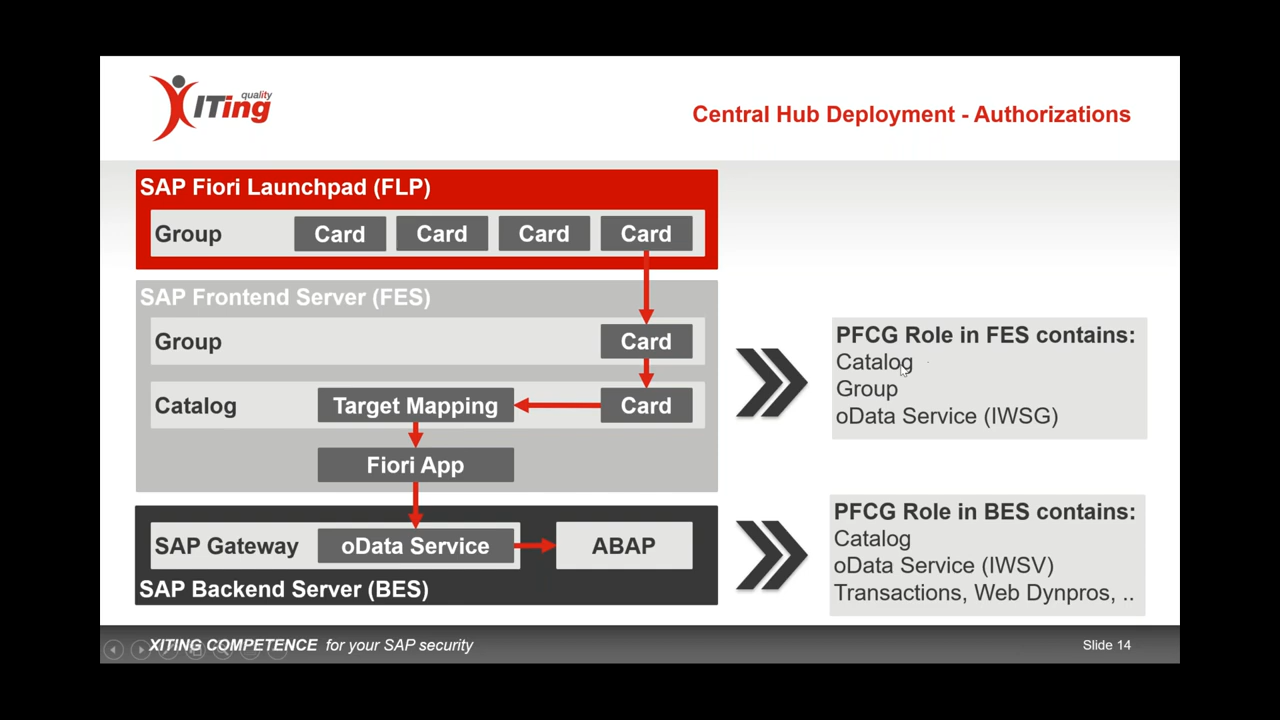 quality
XITing
Central Hub Deployment - Authorizations
SAP Fiori Launchpad (FLP)
Group Card Card Card Card
SAP Frontend Server (FES)
Group Card
Catalog Target Mapping Card
Fiori App
SAP Gateway oData Service ABAP
SAP Backend Server (BES)
PFCG Role in FES contains:
Catalog
Group
oData Service (IWSG)
PFCG Role in BES contains:
Catalog
oData Service (IWSV)
Transactions, Web Dynpros, ..
XITING COMPETENCE for your SAP security
Slide 14